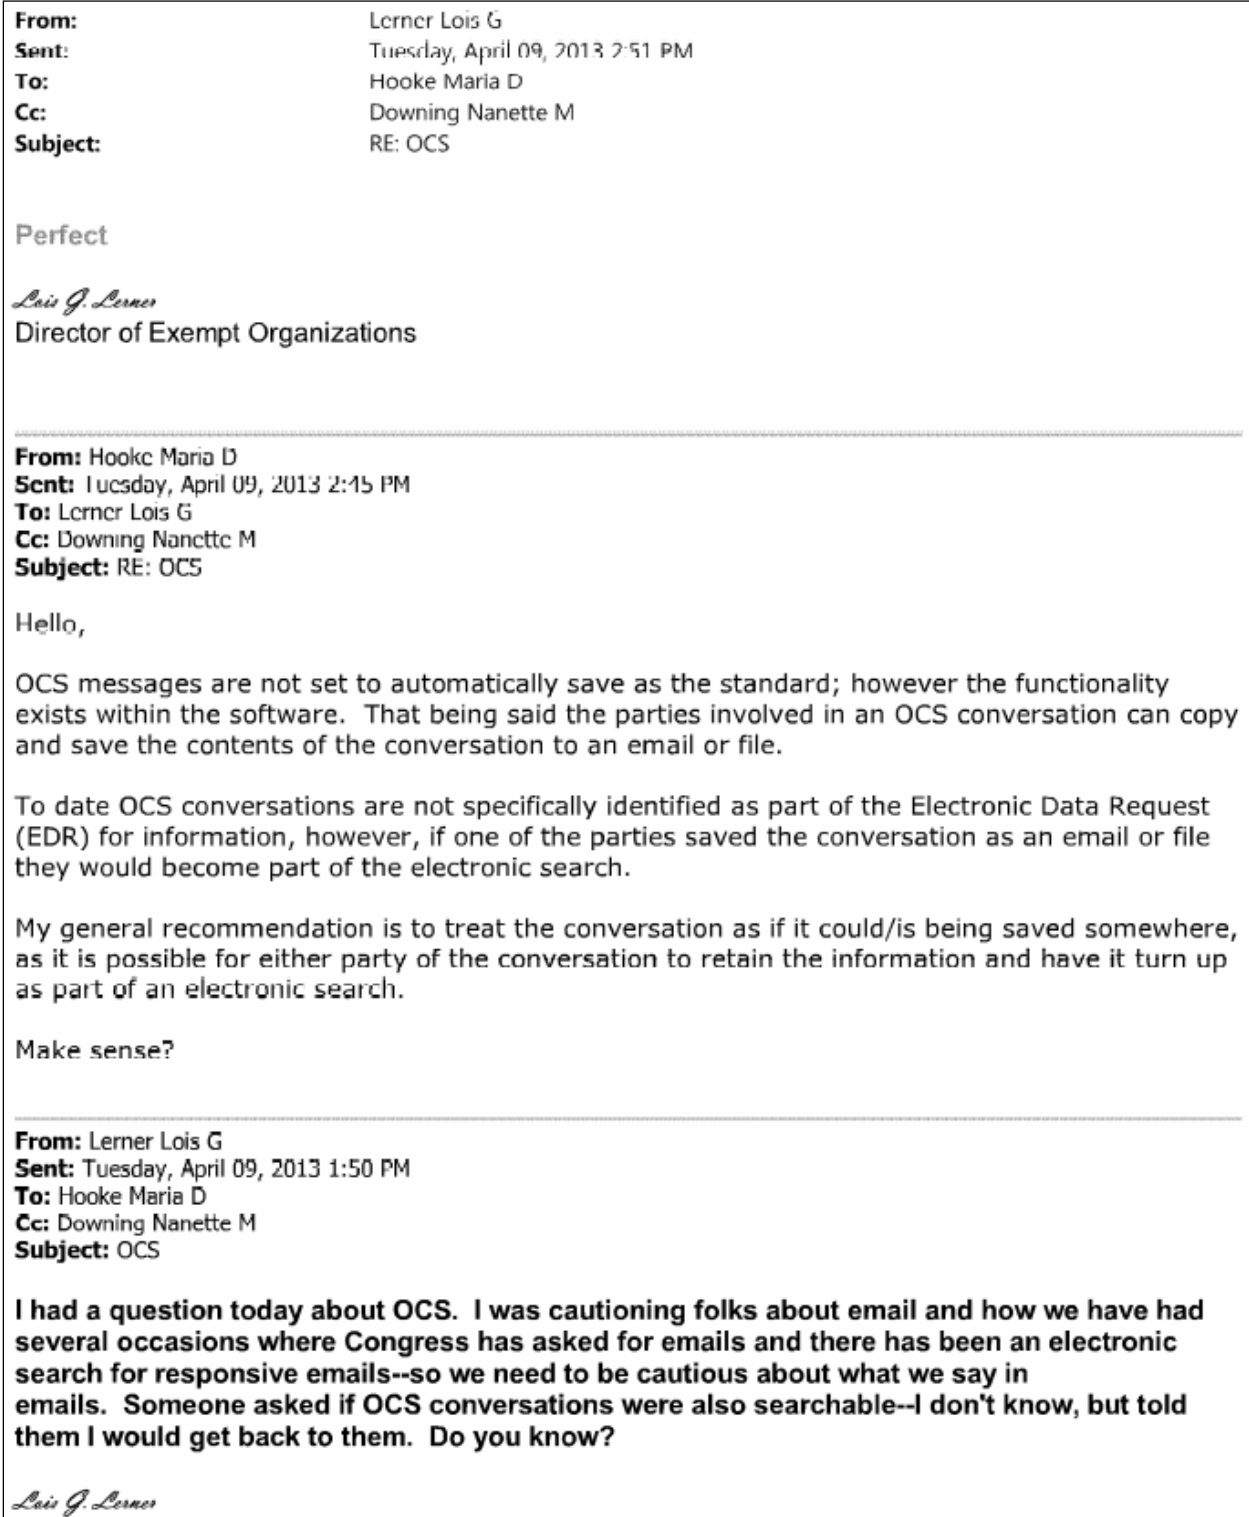 From: Lerner Lois G
Sent: Tuesday, April 09, 2013 2:51 PM
To: Hooke Maria D
Cc: Downing Nanette M
Subject: RE: OCS
Perfect
Lois G. Lerner
Director of Exempt Organizations
From: Hooke Maria D
Sent: Tuesday, April 09, 2013 2:45 PM
To: Lerner Lois G
Cc: Downing Nanette M
Subject: RE: OCS
Hello,
OCS messages are not set to automatically save as the standard; however the functionality
exists within the software.  That being said the parties involved in an OCS conversation can copy
and save the contents of the conversation to an email or file.
To date OCS conversations are not specifically identified as part of the Electronic Data Request
(EDR) for information, however, if one of the parties saved the conversation as an email or file
they would become part of the electronic search.
My general recommendation is to treat the conversation as if it could/is being saved somewhere,
as it is possible for either party of the conversation to retain the information and have it turn up
as part of an electronic search.
Make sense?
From: Lerner Lois G
Sent: Tuesday, April 09, 2013 1:50 PM
To: Hooke Maria D
Cc: Downing Nanette M
Subject: OCS
I had a question today about OCS.  I was cautioning folks about email and how we have had
several occasions where Congress has asked for emails and there has been an electronic
search for responsive emails--so we need to be cautious about what we say in
emails.  Someone asked if OCS conversations were also searchable--I don't know, but told
them I would get back to them.  Do you know?
Lois G. Lerner